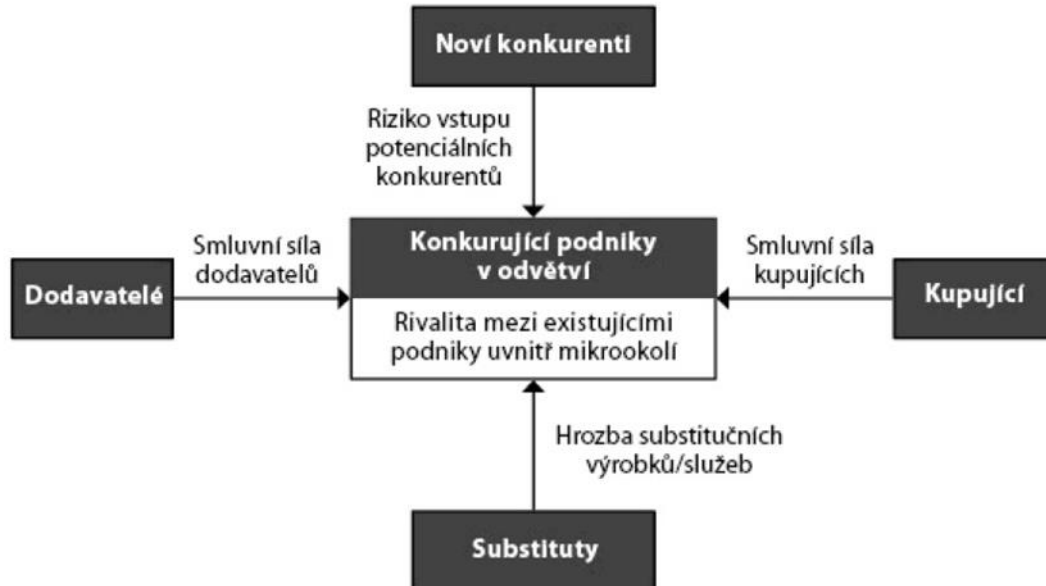 Noví konkurenti
Riziko vstupu
potenciálních
konkurentů
Smluvní síla
dodavatelů
Dodavatelé
Konkurující podniky
v odvětví
Rivalita mezi existujícími
podniky uvnitř mikrookolí
Smluvní síla
kupujících
Kupující
Hrozba substitučních
výrobků/služeb
Substituty